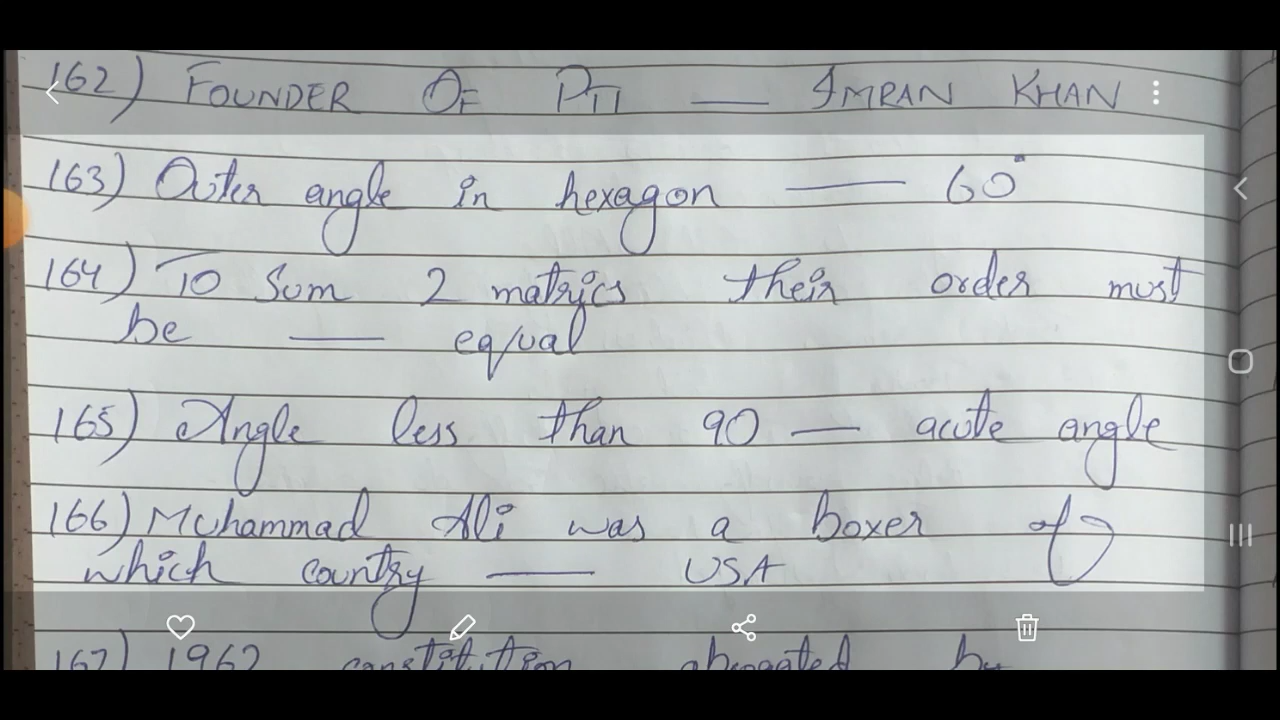 162) FOUNDER OF PTI — IMRAN KHAN
163) Outer angle in hexagon — 60°
164) To Sum 2 matrics their order must
be — equal
165) Angle less than 90 — acute angle
166) Muhammad Ali was a boxer of
which country — USA
167) 1962 constitution abrogated by